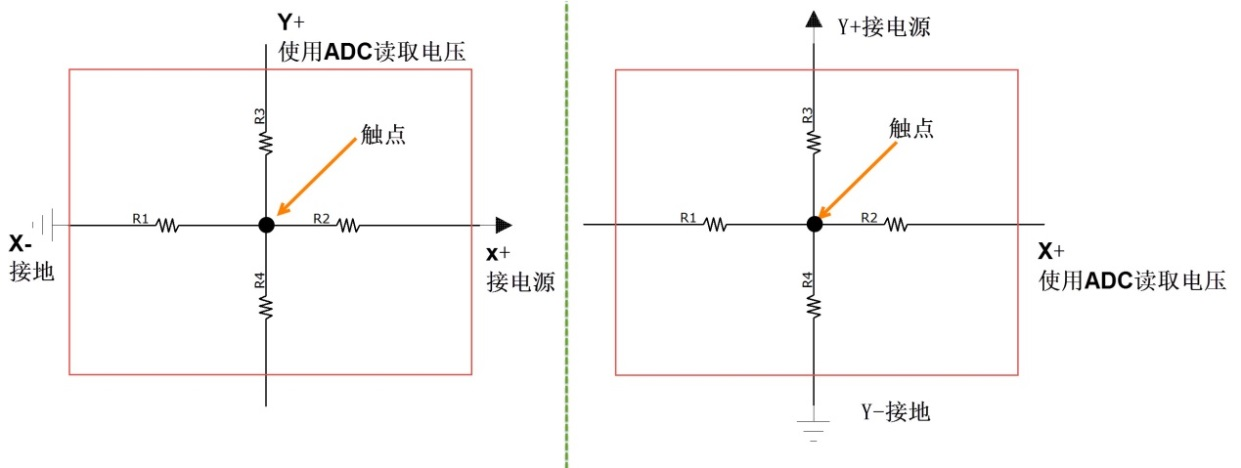 Y+
使用ADC读取电压
R3
触点
R1
R2
X-
接地
x+
接电源
R4
Y+接电源
R3
触点
R1
R2
X+
使用ADC读取电压
R4
Y-接地